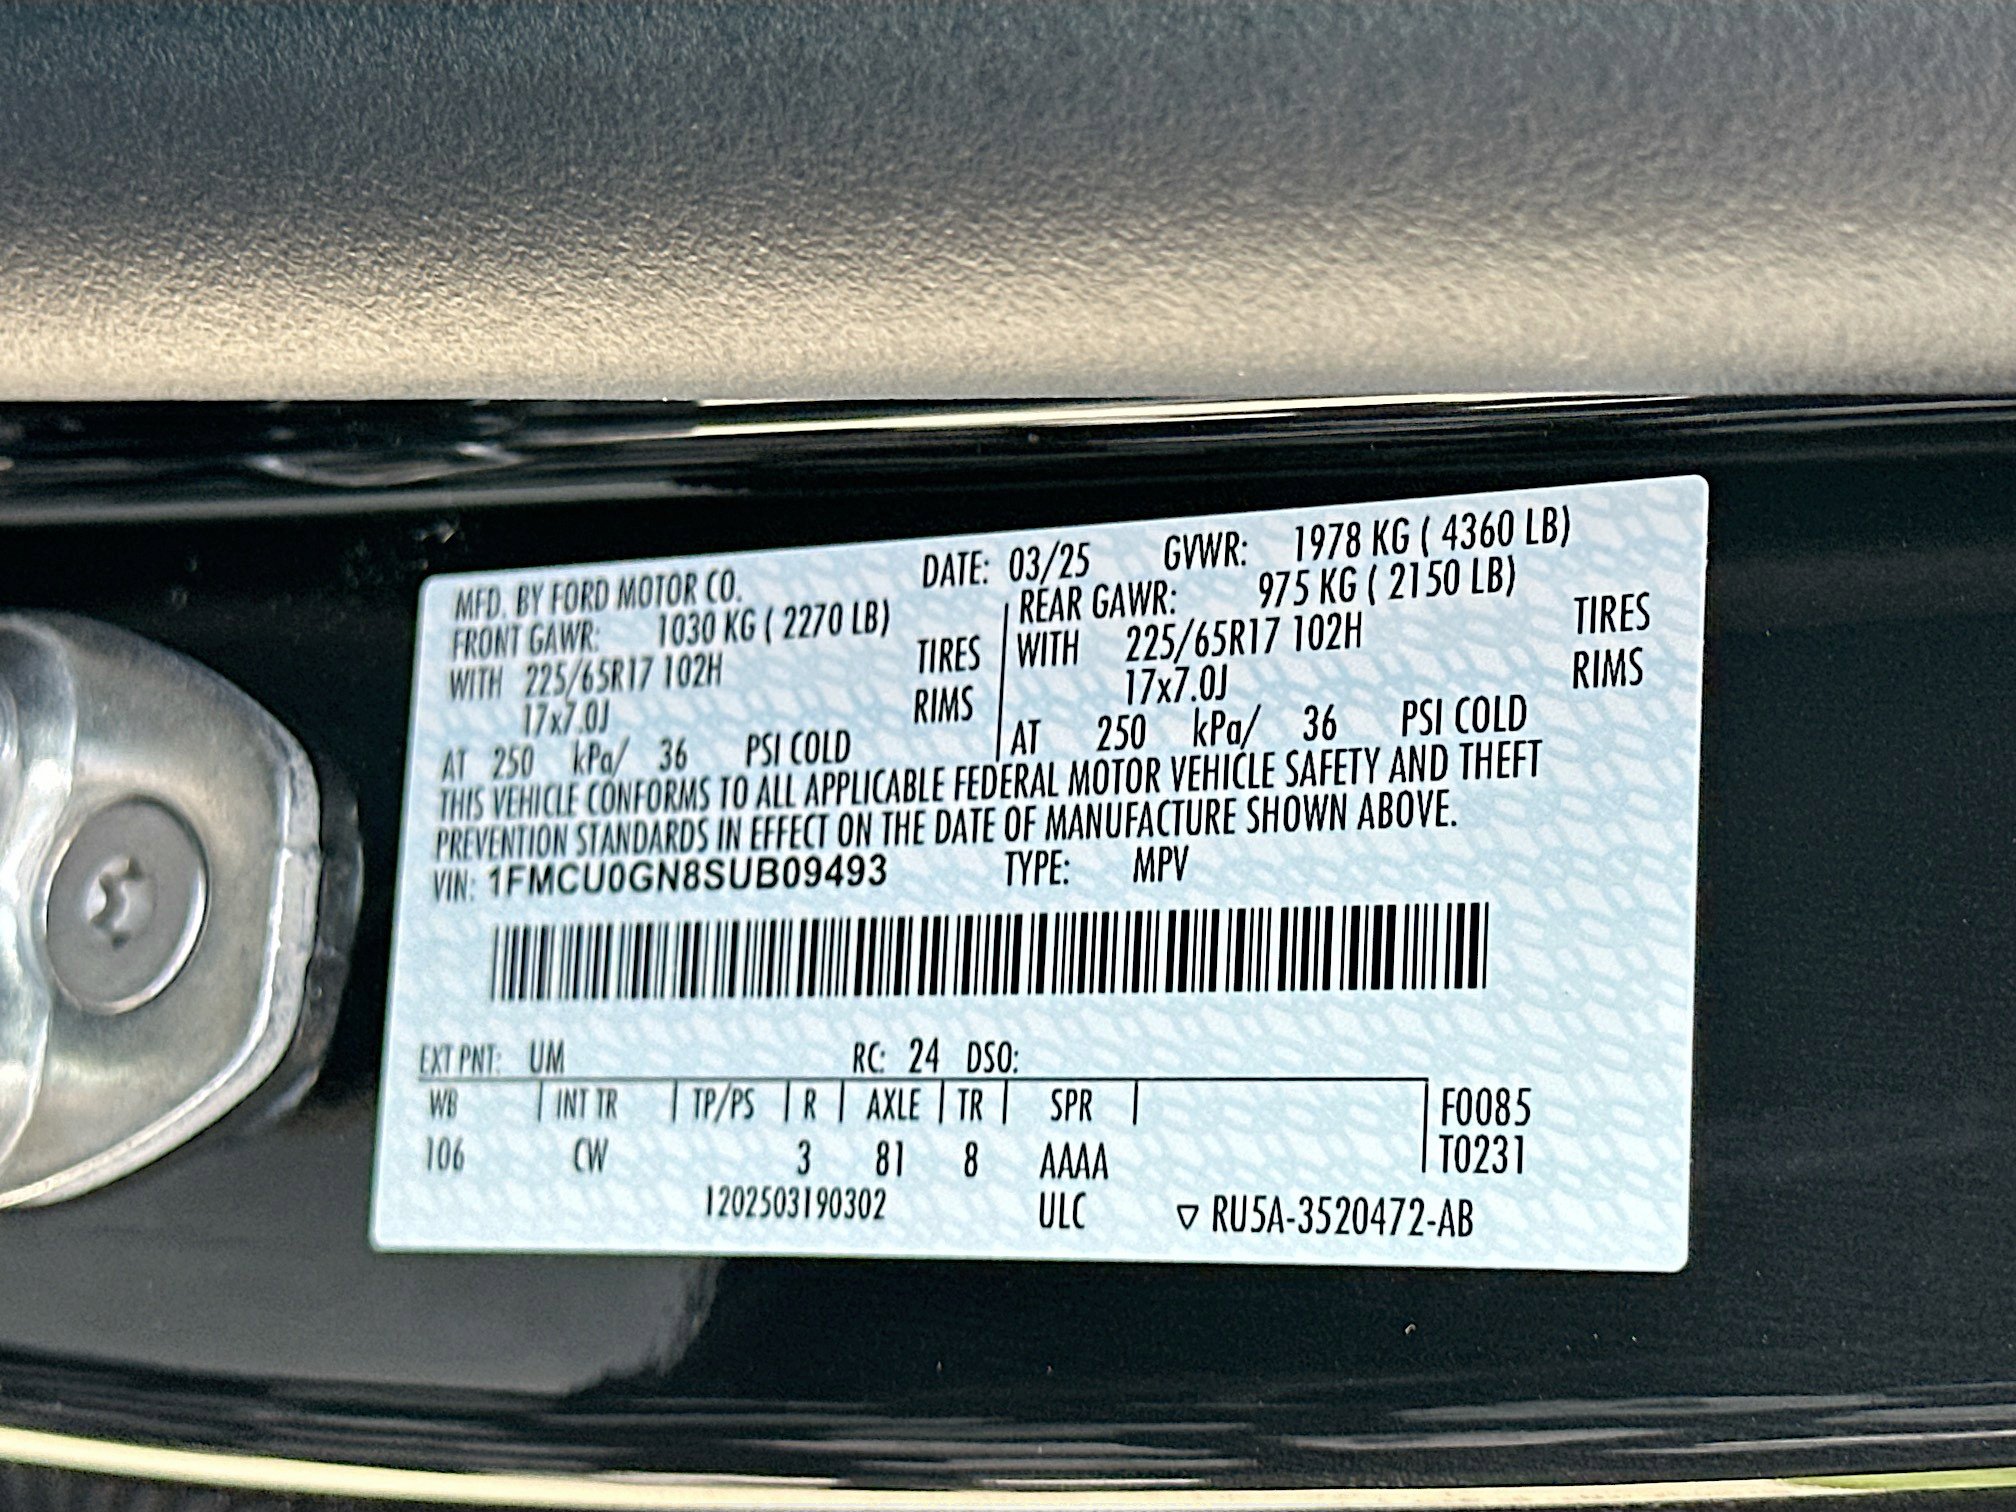 MFD. BY FORD MOTOR CO. DATE: 03/25 GVWR: 1978 KG ( 4360 LB)
FRONT GAWR: 1030 KG ( 2270 LB) REAR GAWR: 975 KG ( 2150 LB)
WITH 225/65R17 102H TIRES WITH 225/65R17 102H TIRES
17x7.0J RIMS 17x7.0J RIMS
AT 250 kPa/ 36 PSI COLD AT 250 kPa/ 36 PSI COLD
THIS VEHICLE CONFORMS TO ALL APPLICABLE FEDERAL MOTOR VEHICLE SAFETY AND THEFT
PREVENTION STANDARDS IN EFFECT ON THE DATE OF MANUFACTURE SHOWN ABOVE.
VIN: 1FMCU0GN8SUB09493 TYPE: MPV
EXT PNT: UM RC: 24 DSO:
WB INT TR TP/PS R AXLE TR SPR F0085
106 CW 3 81 8 AAAA T0231
1202503190302 ULC ▽ RU5A-3520472-AB